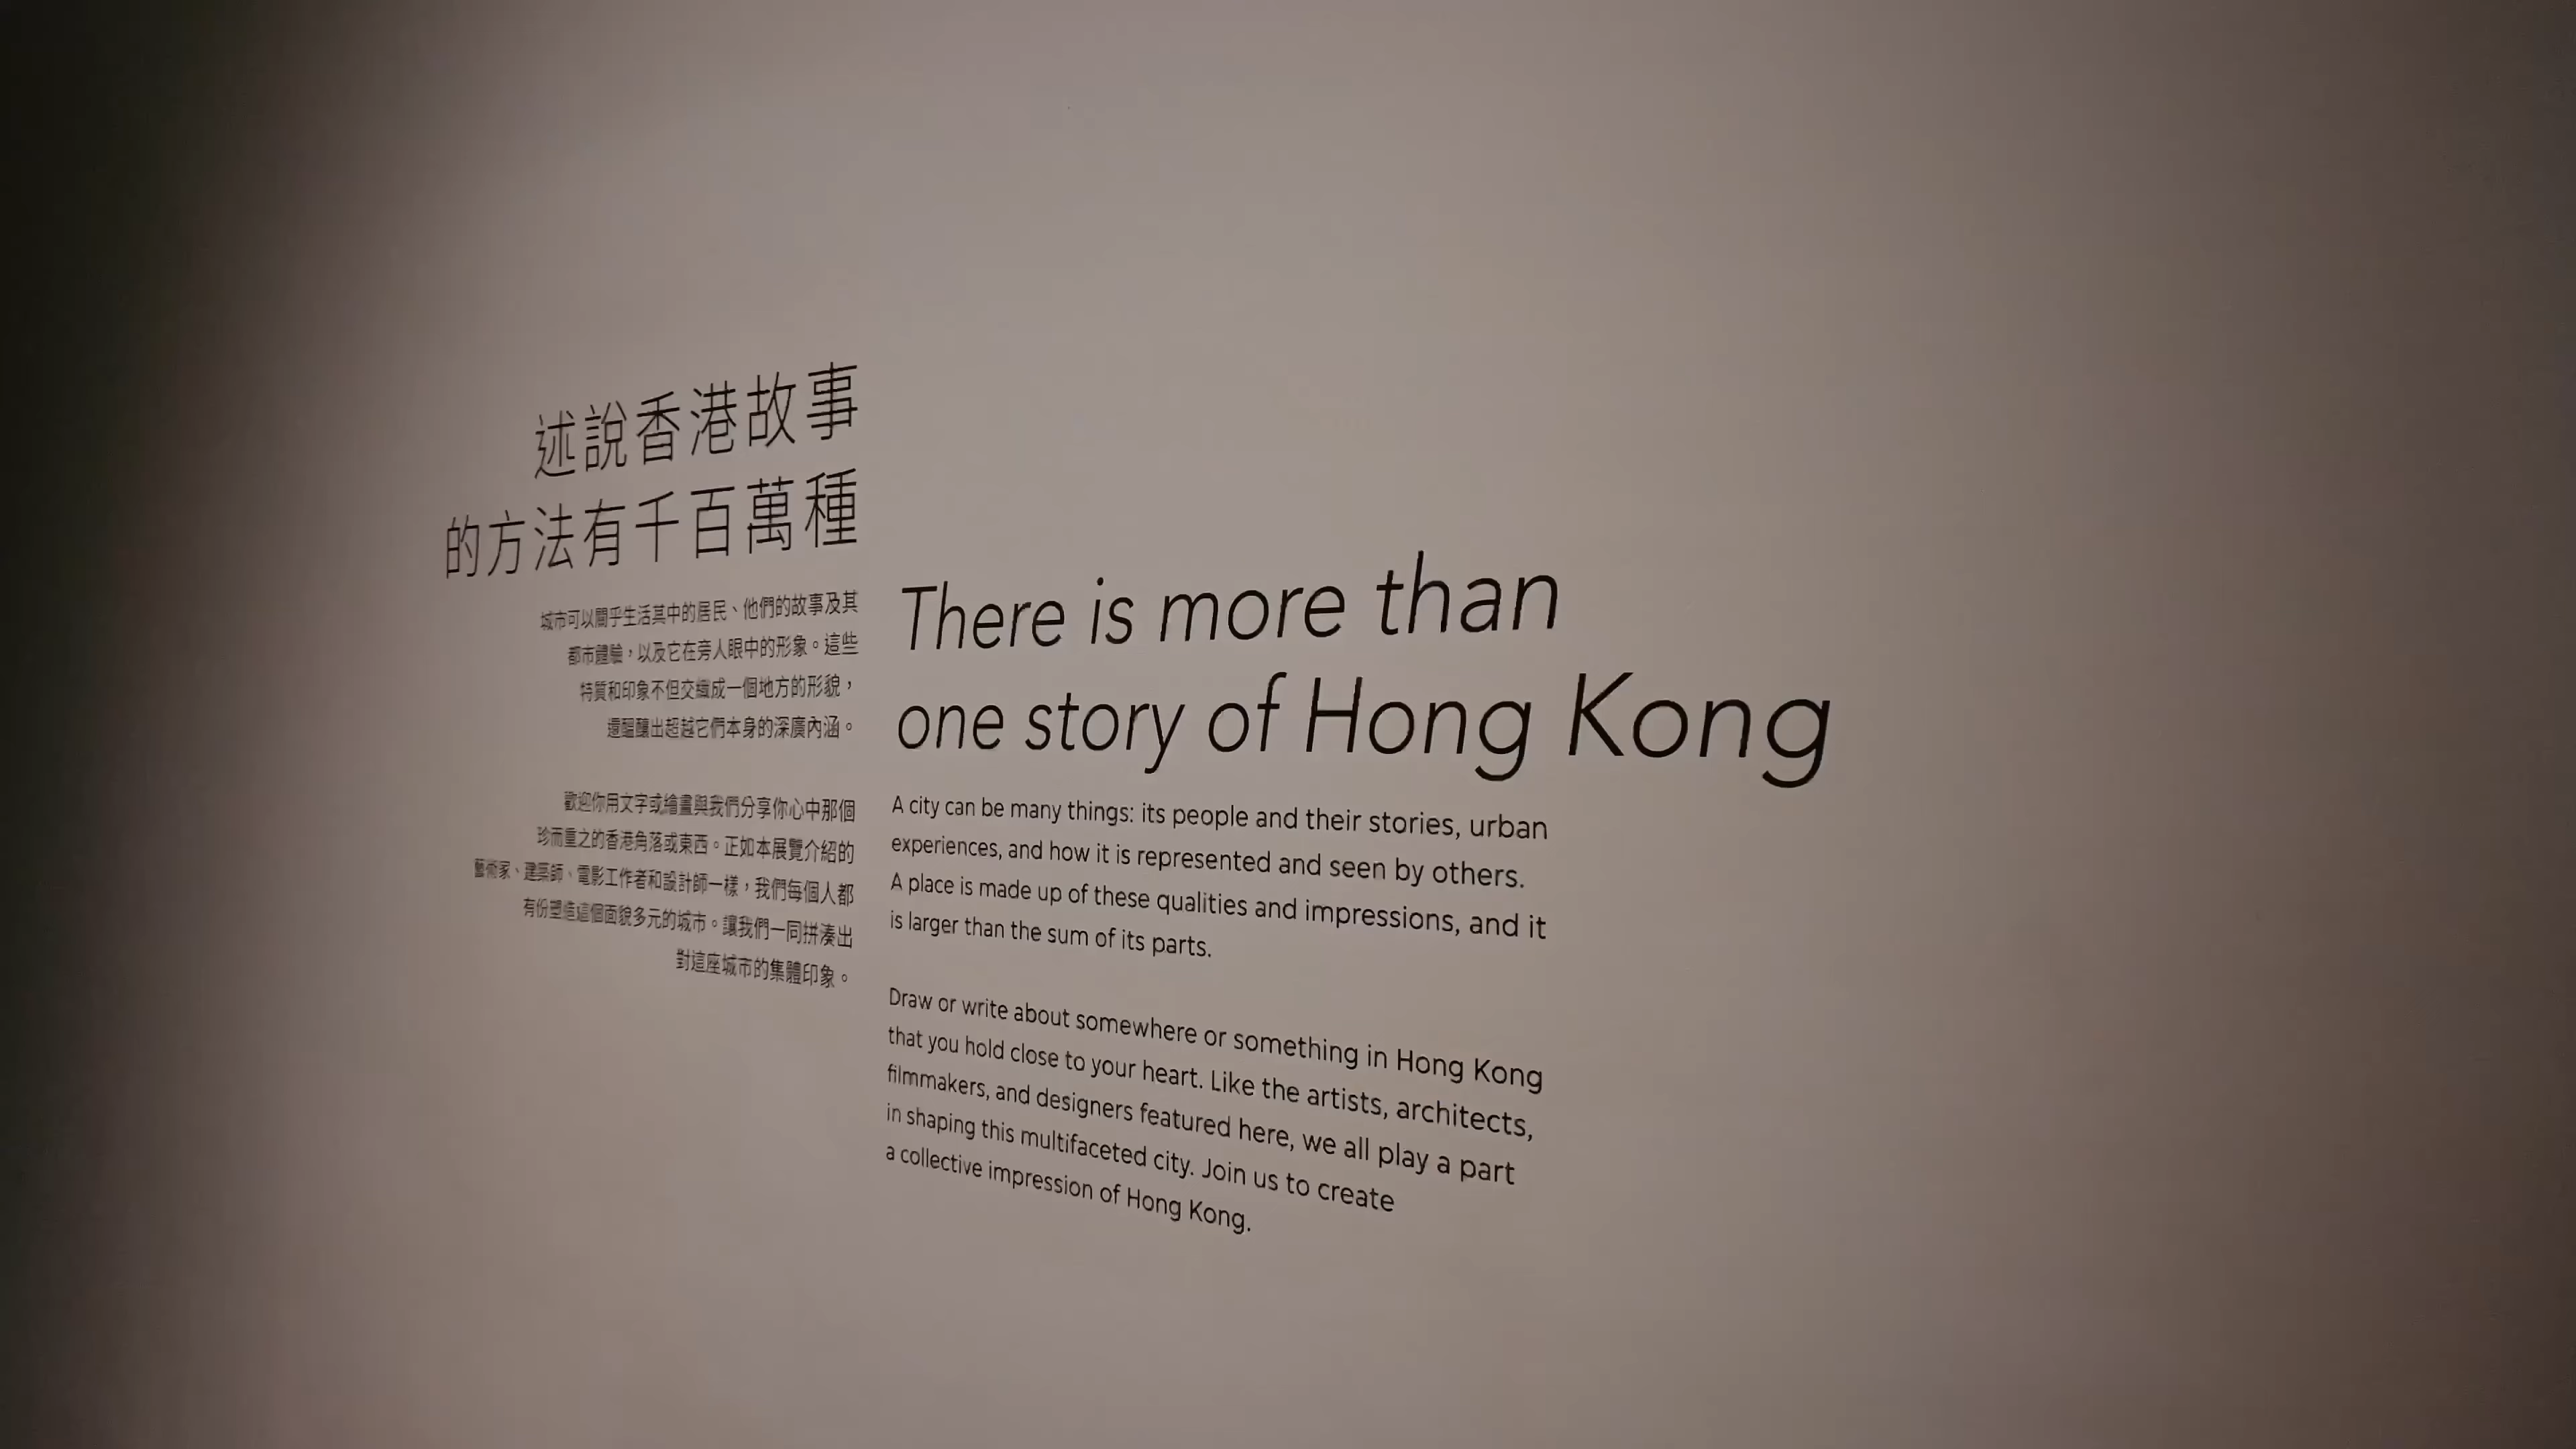 述說香港故事
的方法有千百萬種
城市可以關乎生活其中的居民、他們的故事及其
都市體驗，以及它在旁人眼中的形象。這些
特質和印象不但交織成一個地方的形貌，
還醞釀出超越它們本身的深廣內涵。
歡迎你用文字或繪畫與我們分享你心中那個
珍而重之的香港角落或東西。正如本展覽介紹的
藝術家、建築師、電影工作者和設計師一樣，我們每個人都
有份塑造這個面貌多元的城市。讓我們一同拼湊出
對這座城市的集體印象。
There is more than
one story of Hong Kong
A city can be many things: its people and their stories, urban
experiences, and how it is represented and seen by others.
A place is made up of these qualities and impressions, and it
is larger than the sum of its parts.
Draw or write about somewhere or something in Hong Kong
that you hold close to your heart. Like the artists, architects,
filmmakers, and designers featured here, we all play a part
in shaping this multifaceted city. Join us to create
a collective impression of Hong Kong.